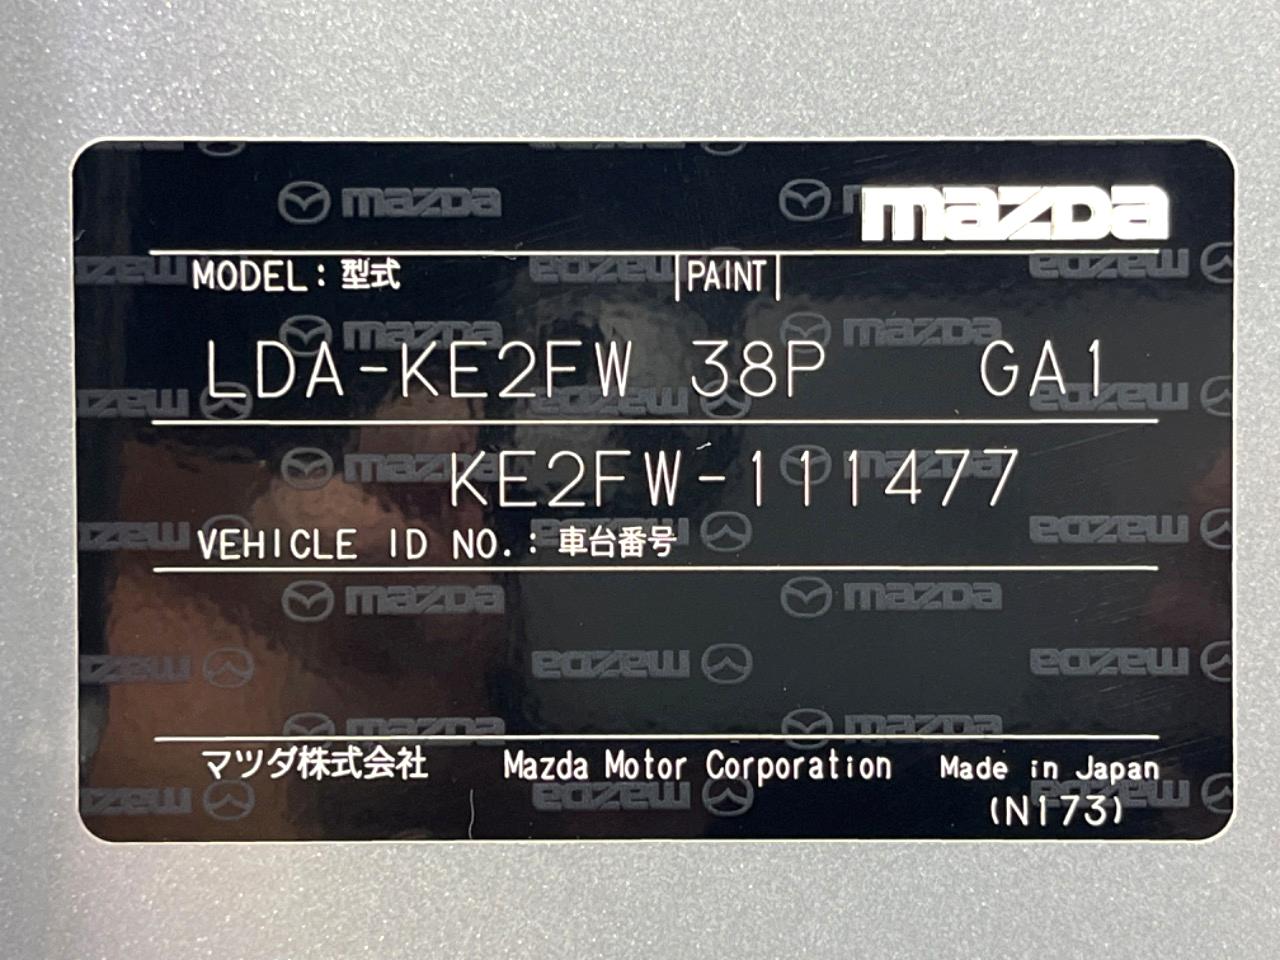 mazda
MODEL: 型式 PAINT
LDA-KE2FW 38P GA1
KE2FW-111477
VEHICLE ID NO.: 車台番号
マツダ株式会社 Mazda Motor Corporation Made in Japan
(N173)